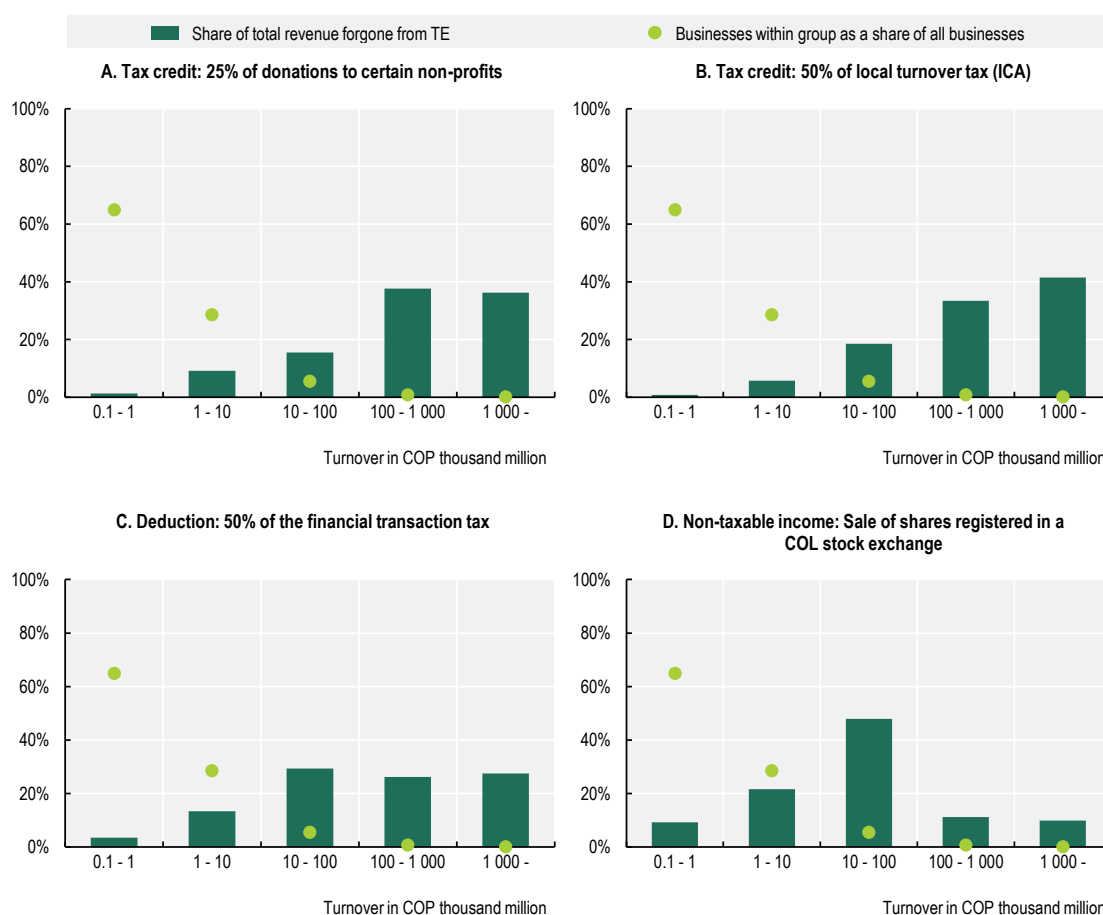 Share of total revenue forgone from TE
Businesses within group as a share of all businesses
A. Tax credit: 25% of donations to certain non-profits
100%
80%
60%
40%
20%
0%
0.1 - 1
1 - 10
10 - 100
100 - 1 000
1 000 -
Turnover in COP thousand million
B. Tax credit: 50% of local turnover tax (ICA)
100%
80%
60%
40%
20%
0%
0.1 - 1
1 - 10
10 - 100
100 - 1 000
1 000 -
Turnover in COP thousand million
C. Deduction: 50% of the financial transaction tax
100%
80%
60%
40%
20%
0%
0.1 - 1
1 - 10
10 - 100
100 - 1 000
1 000 -
Turnover in COP thousand million
D. Non-taxable income: Sale of shares registered in a
COL stock exchange
100%
80%
60%
40%
20%
0%
0.1 - 1
1 - 10
10 - 100
100 - 1 000
1 000 -
Turnover in COP thousand million